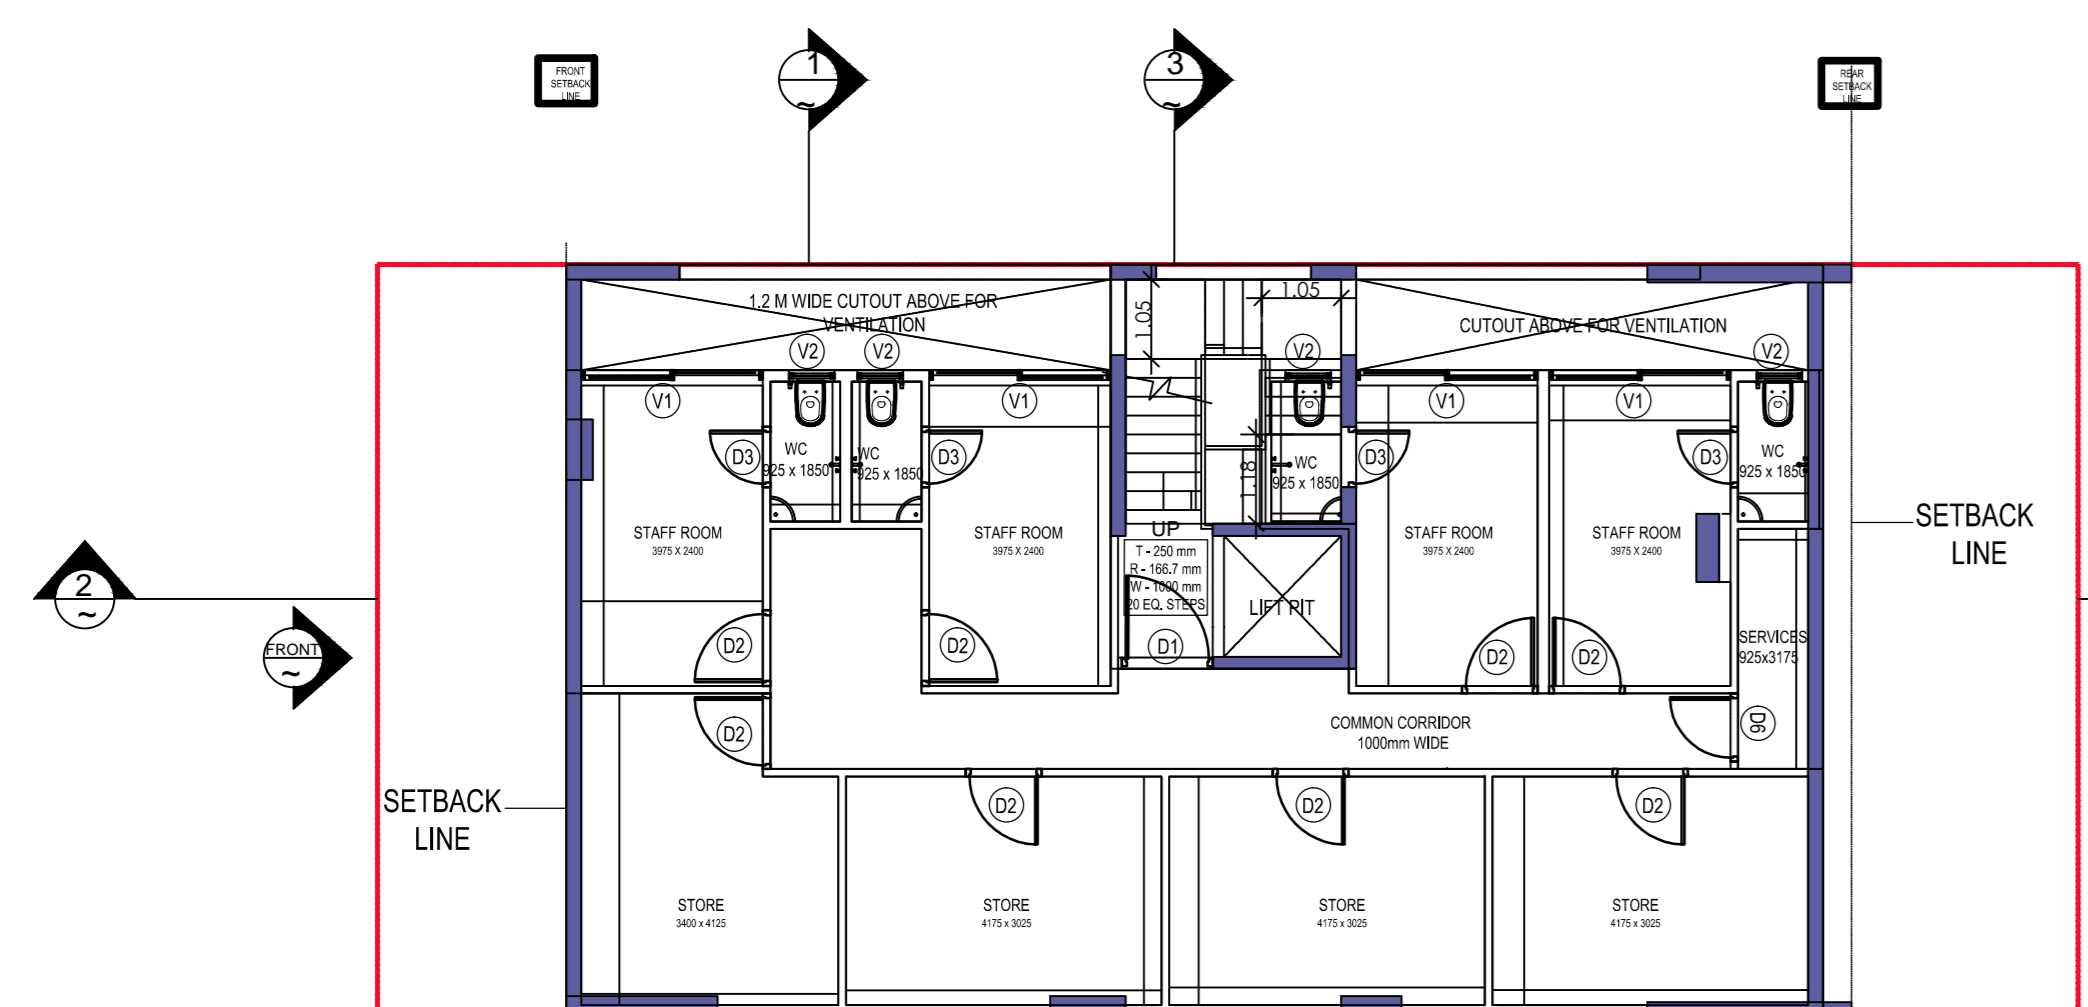 1
~
3
~
FRONT
SETBACK
LINE
REAR
SETBACK
LINE
1.2 M WIDE CUTOUT ABOVE FOR
VENTILATION
1.05
1.05
CUTOUT ABOVE FOR VENTILATION
V2
V2
V2
V2
V1
V1
V1
V1
D3
WC
925 x 1850
WC
925 x 1850
D3
1.18
WC
925 x 1850
D3
D3
WC
925 x 1850
STAFF ROOM
3975 X 2400
STAFF ROOM
3975 X 2400
UP
T - 250 mm
R - 166.7 mm
W - 1000 mm
20 EQ. STEPS
LIFT PIT
STAFF ROOM
3975 X 2400
STAFF ROOM
3975 X 2400
SETBACK
LINE
2
~
FRONT
~
D2
D2
D1
D2
D2
SERVICES
925x3175
D2
COMMON CORRIDOR
1000mm WIDE
D6
SETBACK
LINE
D2
D2
D2
STORE
3400 x 4125
STORE
4175 x 3025
STORE
4175 x 3025
STORE
4175 x 3025